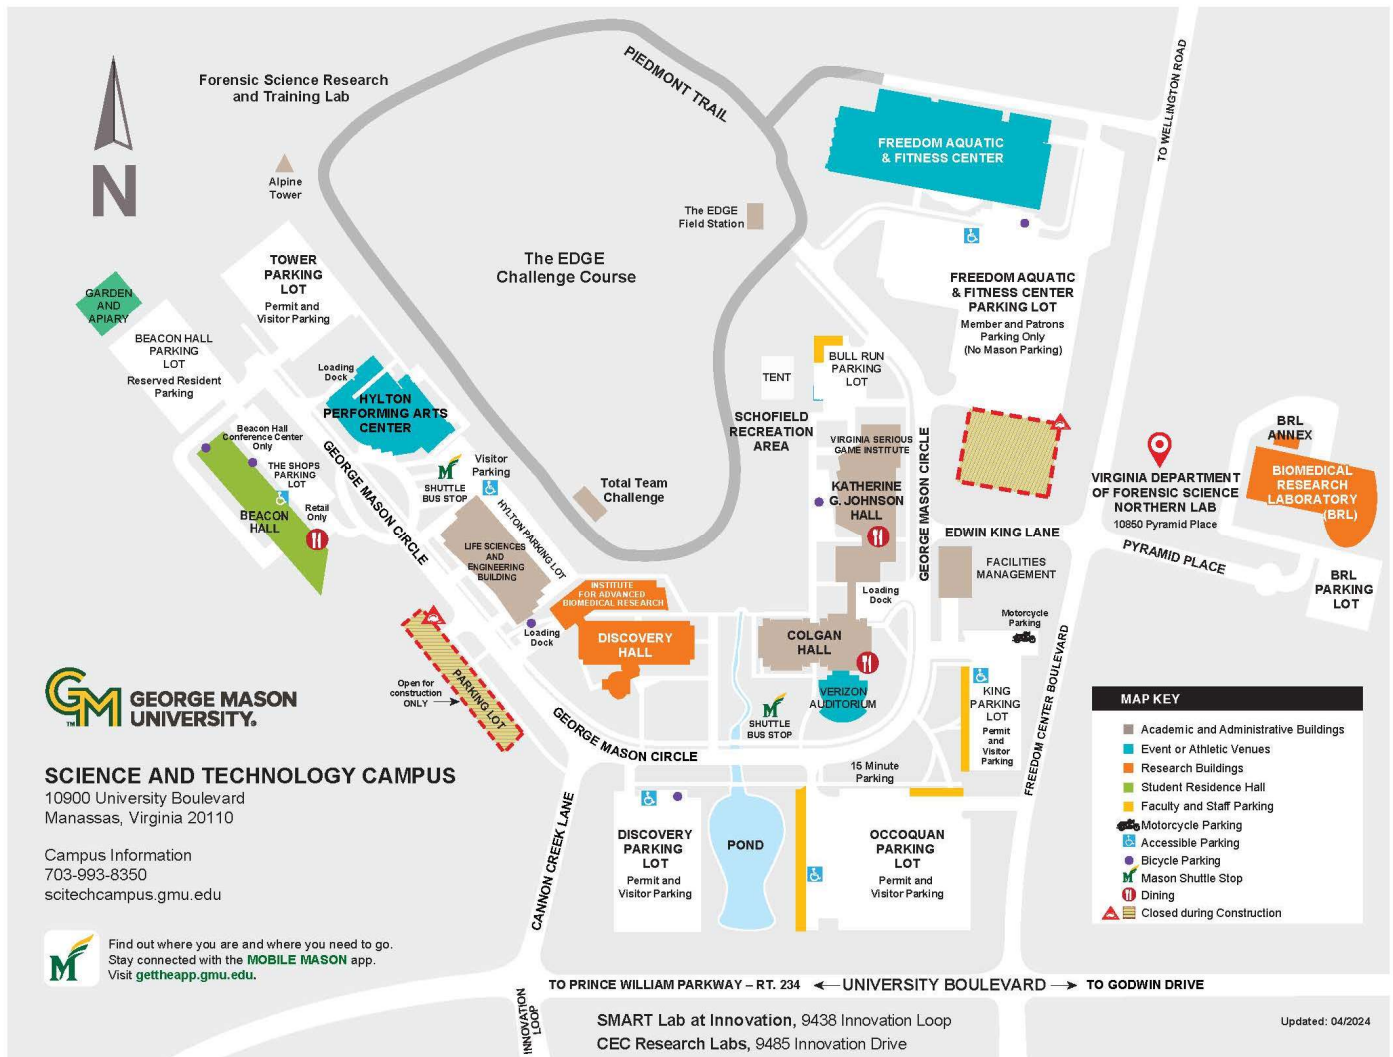 Forensic Science Research
and Training Lab
N
Alpine
Tower
PIEDMONT TRAIL
The EDGE
Field Station
The EDGE
Challenge Course
FREEDOM AQUATIC
& FITNESS CENTER
TO WELLINGTON ROAD
FREEDOM AQUATIC
& FITNESS CENTER
PARKING LOT
Member and Patrons
Parking Only
(No Mason Parking)
TOWER
PARKING
LOT
Permit and
Visitor Parking
GARDEN
AND
APIARY
BEACON HALL
PARKING
LOT
Reserved Resident
Parking
Loading
Dock
HYLTON
PERFORMING ARTS
CENTER
Beacon Hall
Conference Center
Only
THE SHOPS
PARKING
LOT
Retail
Only
BEACON
HALL
GEORGE MASON CIRCLE
SHUTTLE
BUS STOP
Visitor
Parking
HYLTON PARKING LOT
LIFE SCIENCES
AND
ENGINEERING
BUILDING
Total Team
Challenge
TENT
BULL RUN
PARKING
LOT
SCHOFIELD
RECREATION
AREA
VIRGINIA SERIOUS
GAME INSTITUTE
KATHERINE
G. JOHNSON
HALL
GEORGE MASON CIRCLE
Loading
Dock
EDWIN KING LANE
FACILITIES
MANAGEMENT
Motorcycle
Parking
VIRGINIA DEPARTMENT
OF FORENSIC SCIENCE
NORTHERN LAB
10850 Pyramid Place
PYRAMID PLACE
BRL
ANNEX
BIOMEDICAL
RESEARCH
LABORATORY
(BRL)
BRL
PARKING
LOT
INSTITUTE
FOR ADVANCED
BIOMEDICAL RESEARCH
Loading
Dock
DISCOVERY
HALL
COLGAN
HALL
VERIZON
AUDITORIUM
SHUTTLE
BUS STOP
KING
PARKING
LOT
Permit
and
Visitor
Parking
FREEDOM CENTER BOULEVARD
Open for
construction
ONLY
PARKING LOT
GEORGE MASON CIRCLE
15 Minute
Parking
DISCOVERY
PARKING
LOT
Permit and
Visitor Parking
POND
OCCOQUAN
PARKING
LOT
Permit and
Visitor Parking
CANNON CREEK LANE
GM
TM
GEORGE MASON
UNIVERSITY®
SCIENCE AND TECHNOLOGY CAMPUS
10900 University Boulevard
Manassas, Virginia 20110
Campus Information
703-993-8350
scitechcampus.gmu.edu
Find out where you are and where you need to go.
Stay connected with the MOBILE MASON app.
Visit gettheapp.gmu.edu.
MAP KEY
Academic and Administrative Buildings
Event or Athletic Venues
Research Buildings
Student Residence Hall
Faculty and Staff Parking
Motorcycle Parking
Accessible Parking
Bicycle Parking
Mason Shuttle Stop
Dining
Closed during Construction
TO PRINCE WILLIAM PARKWAY – RT. 234 ← UNIVERSITY BOULEVARD → TO GODWIN DRIVE
INNOVATION
LOOP
SMART Lab at Innovation, 9438 Innovation Loop
CEC Research Labs, 9485 Innovation Drive
Updated: 04/2024